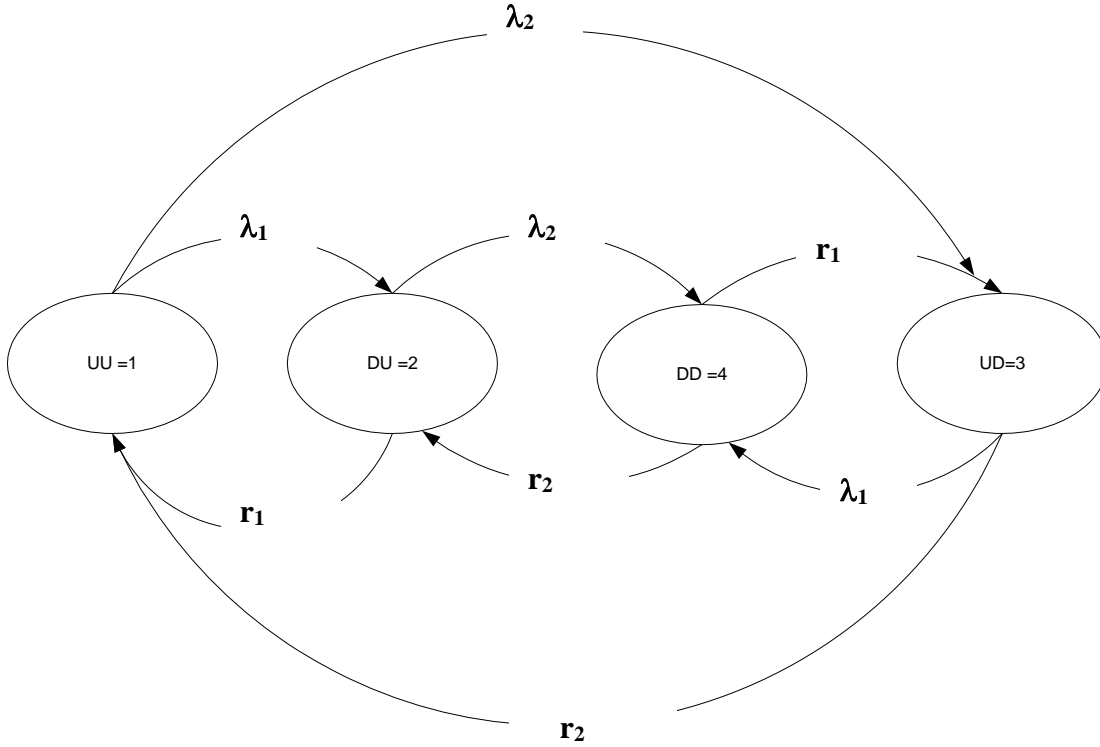 λ₂
λ₁
λ₂
r₁
UU =1
DU =2
DD =4
UD=3
r₁
r₂
λ₁
r₂